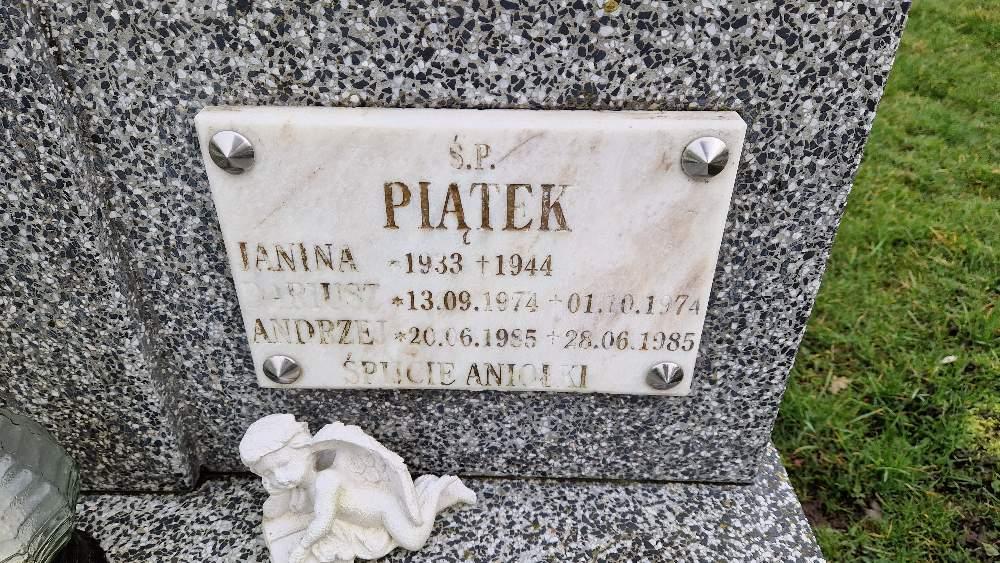 Ś.P.
PIĄTEK
JANINA *1933 +1944
DARIUSZ *13.09.1974 +01.10.1974
ANDRZEJ *20.06.1985 +28.06.1985
ŚPIJCIE ANIOŁKI